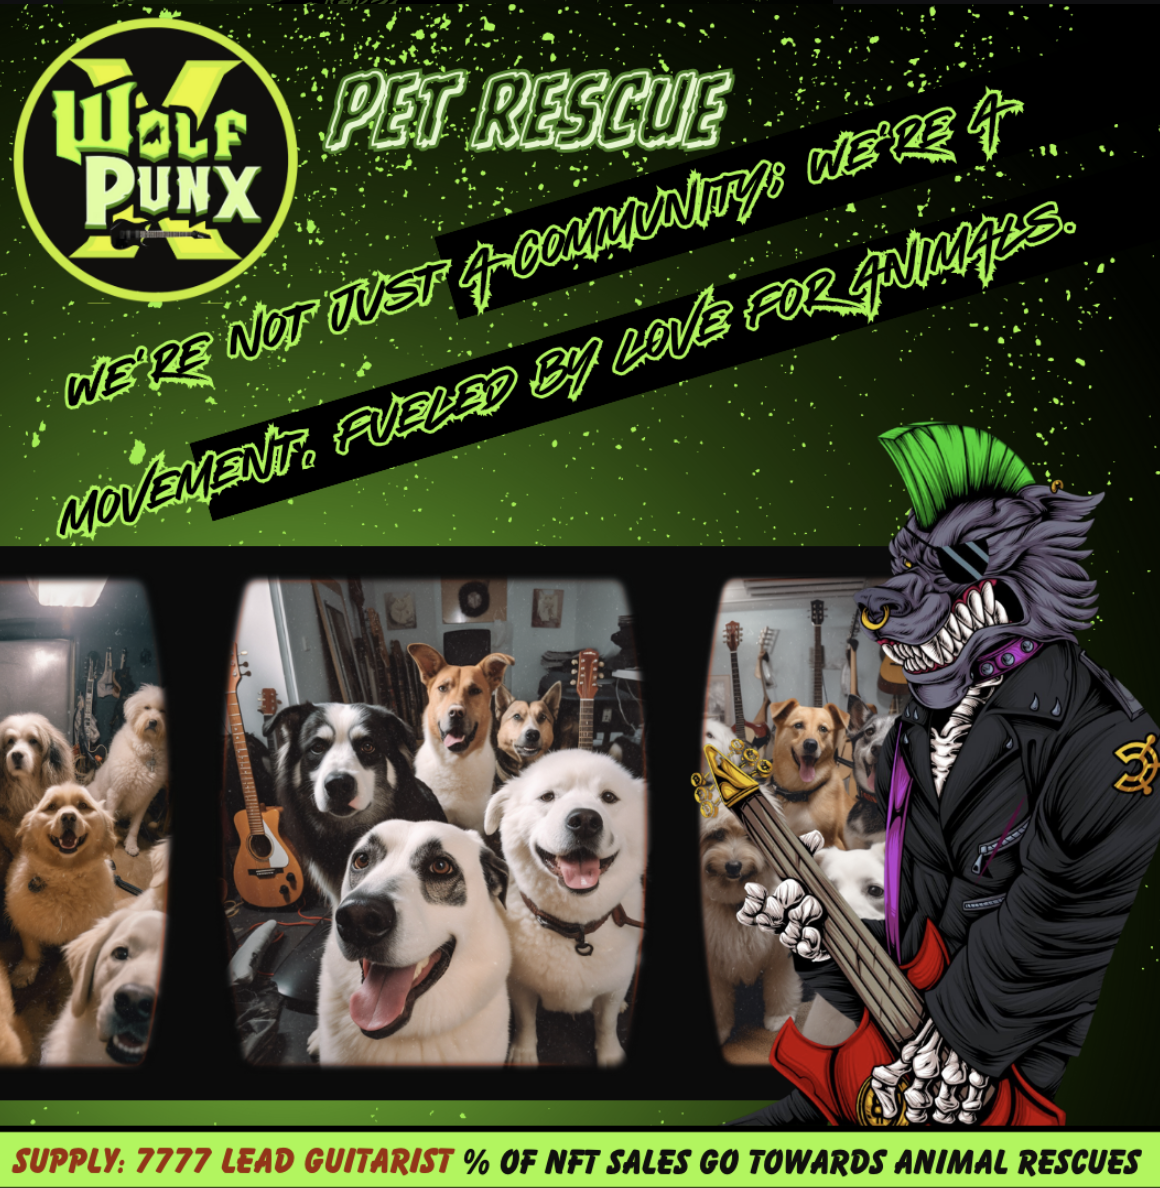 X
WOLF
PUNX
PET RESCUE
WE'RE NOT JUST A COMMUNITY; WE'RE A
MOVEMENT. FUELED BY LOVE FOR ANIMALS.
SUPPLY: 7777 LEAD GUITARIST % OF NFT SALES GO TOWARDS ANIMAL RESCUES